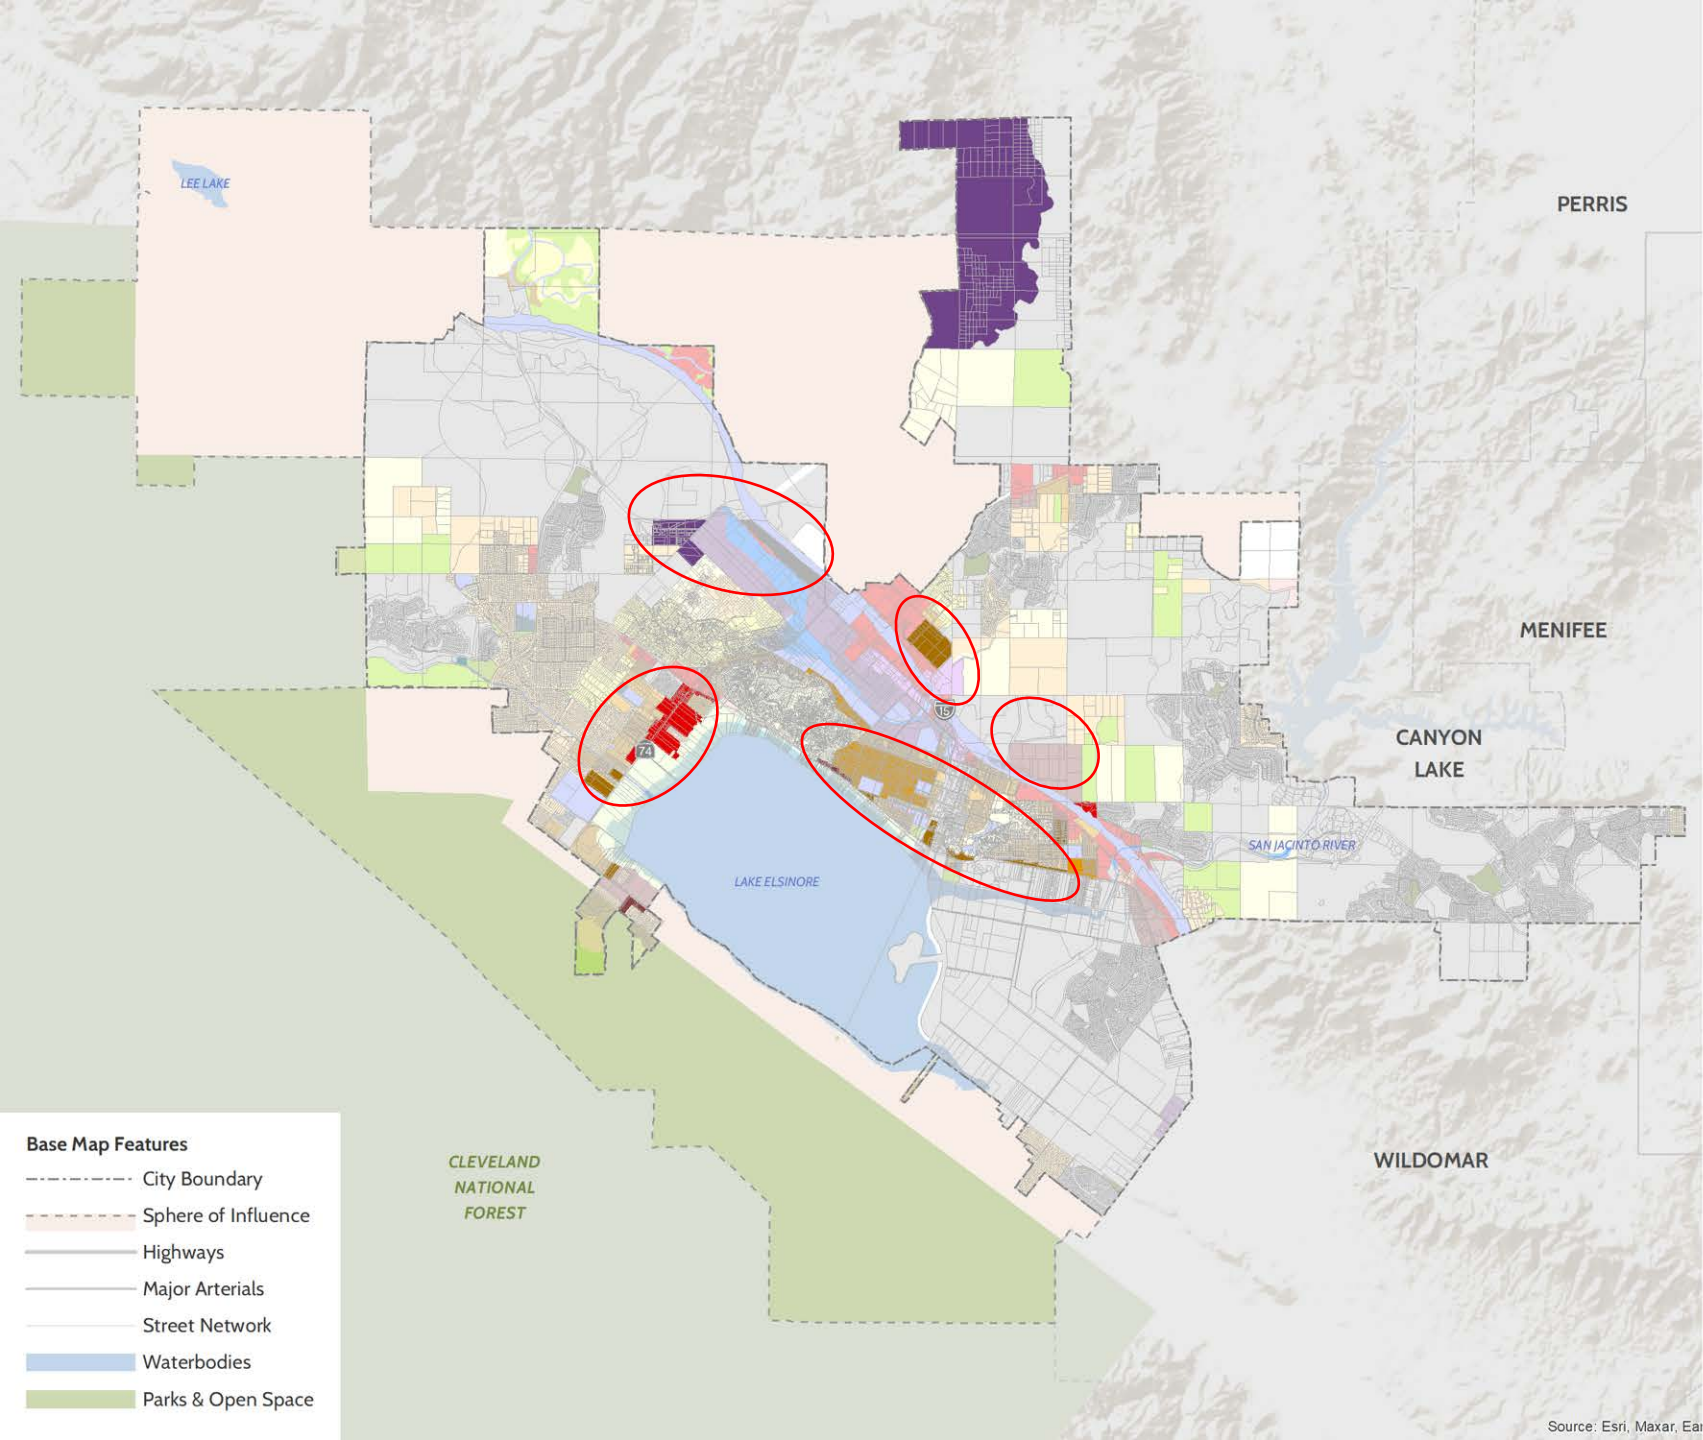 LEE LAKE
PERRIS
MENIFEE
15
CANYON
LAKE
74
SAN JACINTO RIVER
LAKE ELSINORE
Base Map Features
City Boundary
Sphere of Influence
Highways
Major Arterials
Street Network
Waterbodies
Parks & Open Space
CLEVELAND
NATIONAL
FOREST
WILDOMAR
Source: Esri, Maxar, Ear